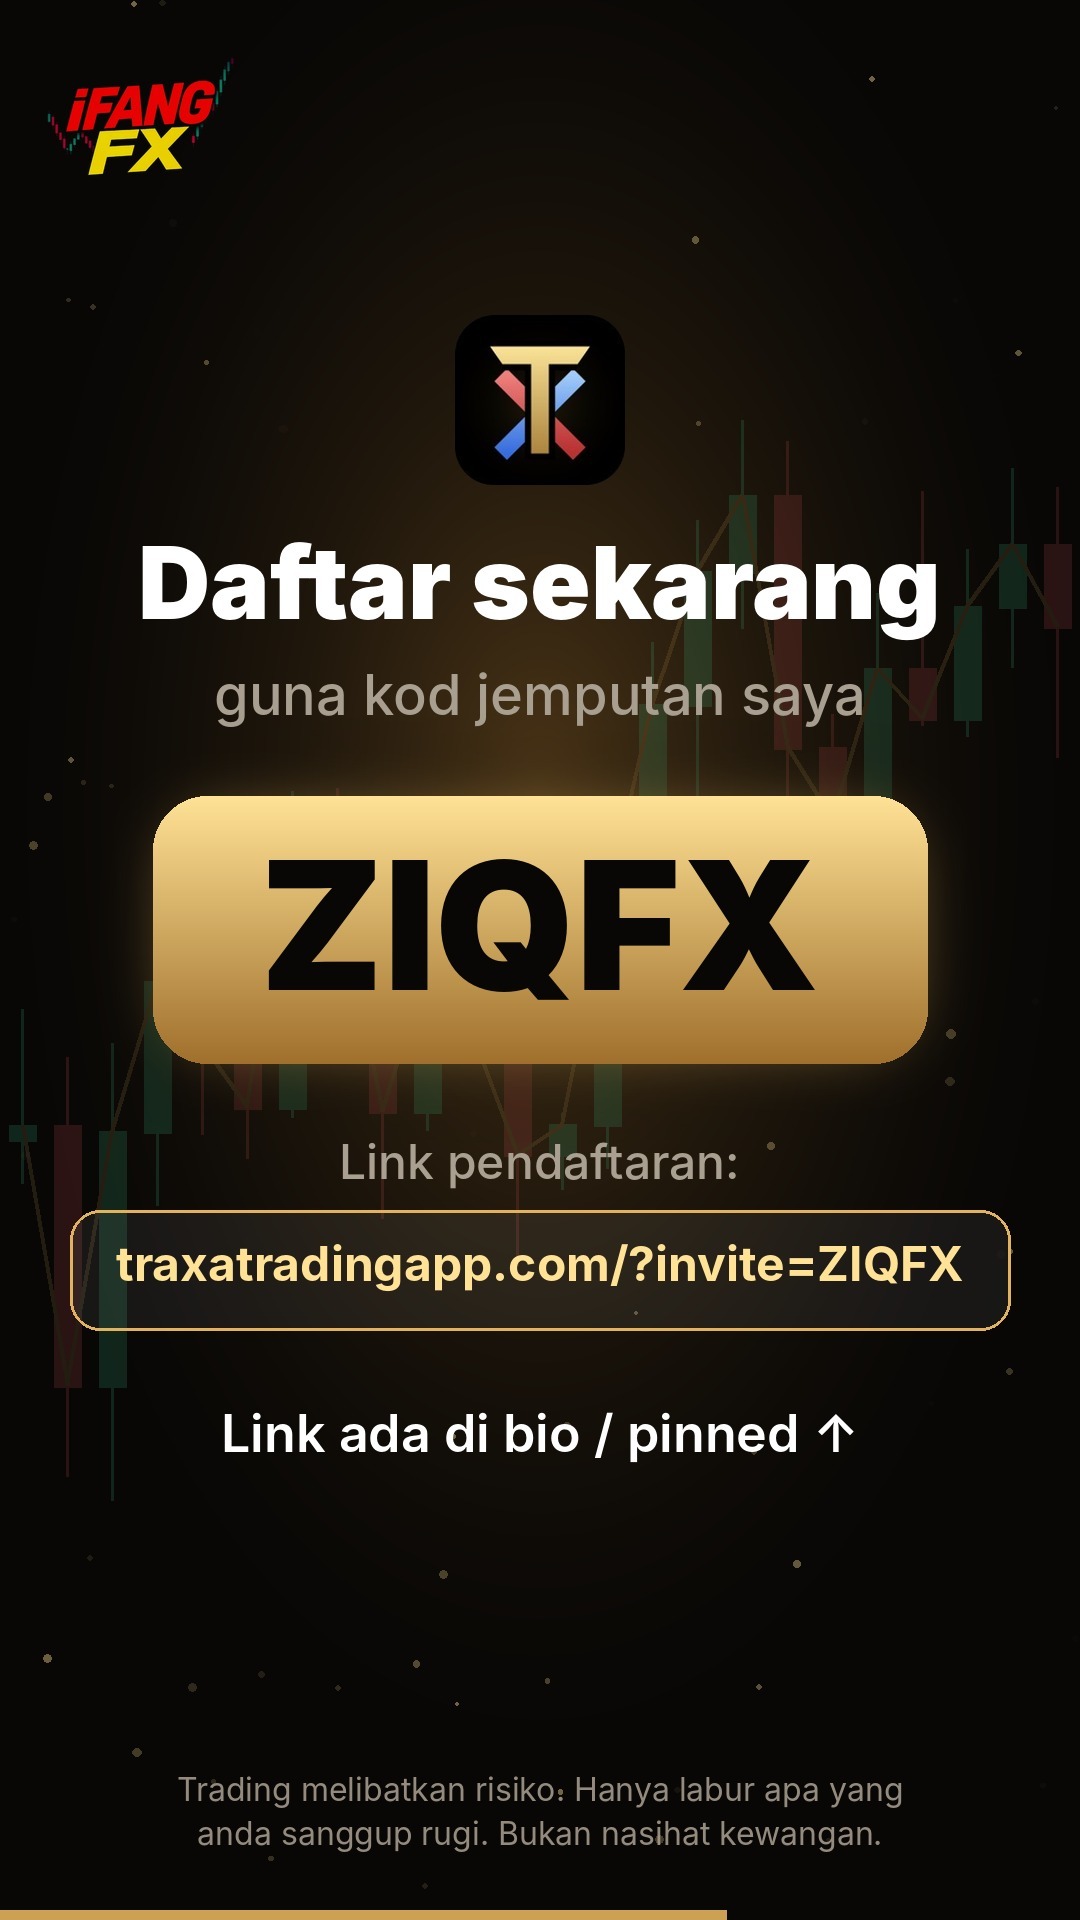 iFANG
FX
Daftar sekarang
guna kod jemputan saya
ZIQFX
Link pendaftaran:
traxatradingapp.com/?invite=ZIQFX
Link ada di bio / pinned ↑
Trading melibatkan risiko. Hanya labur apa yang
anda sanggup rugi. Bukan nasihat kewangan.